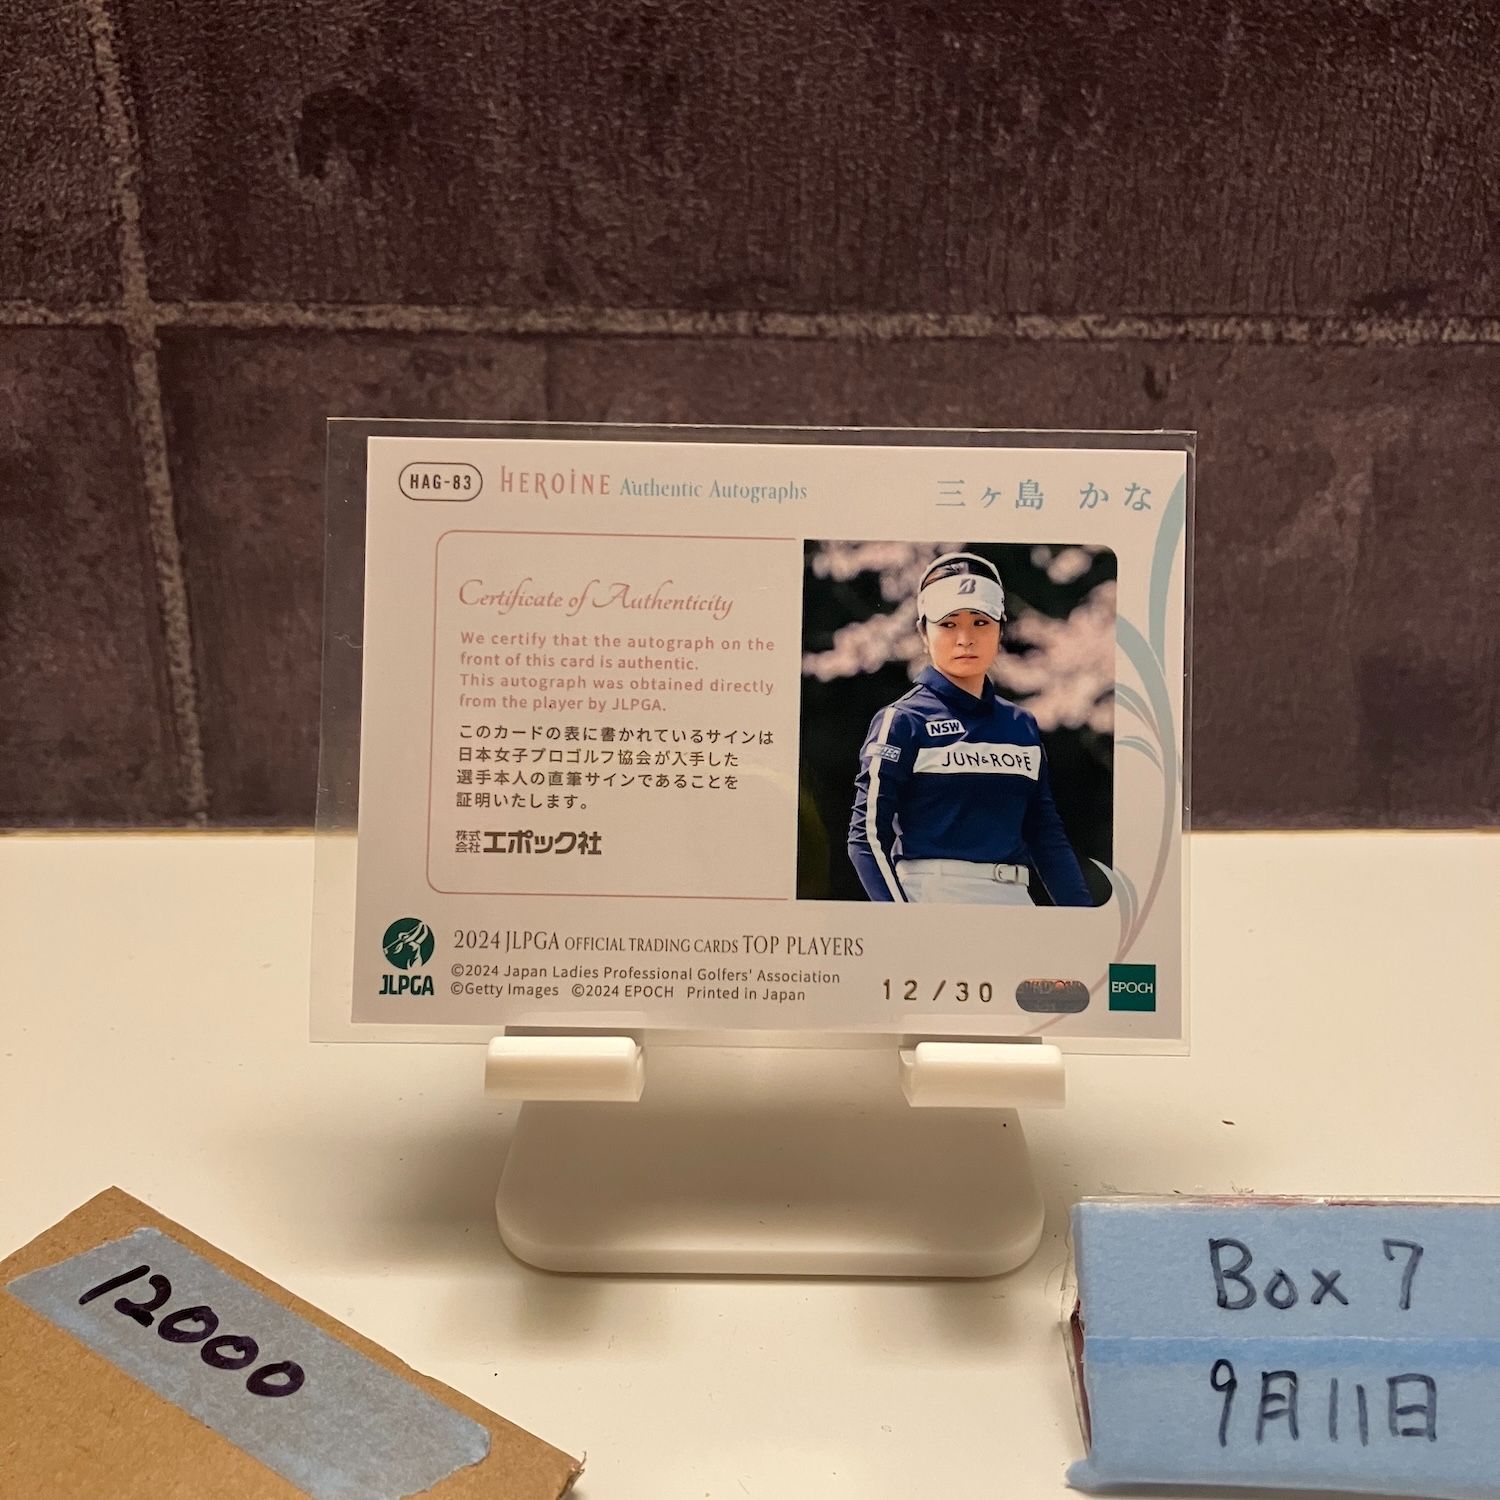 HAG-83
HEROINE Authentic Autographs
三ヶ島 かな
Certificate of Authenticity
We certify that the autograph on the
front of this card is authentic.
This autograph was obtained directly
from the player by JLPGA.
このカードの表に書かれているサインは
日本女子プロゴルフ協会が入手した
選手本人の直筆サインであることを
証明いたします。
株式会社エポック社
B
NSW
JUN&ROPÉ
JLPGA
2024 JLPGA OFFICIAL TRADING CARDS TOP PLAYERS
©2024 Japan Ladies Professional Golfers' Association
©Getty Images ©2024 EPOCH Printed in Japan
12/30
EPOCH
12000
Box 7
9月11日